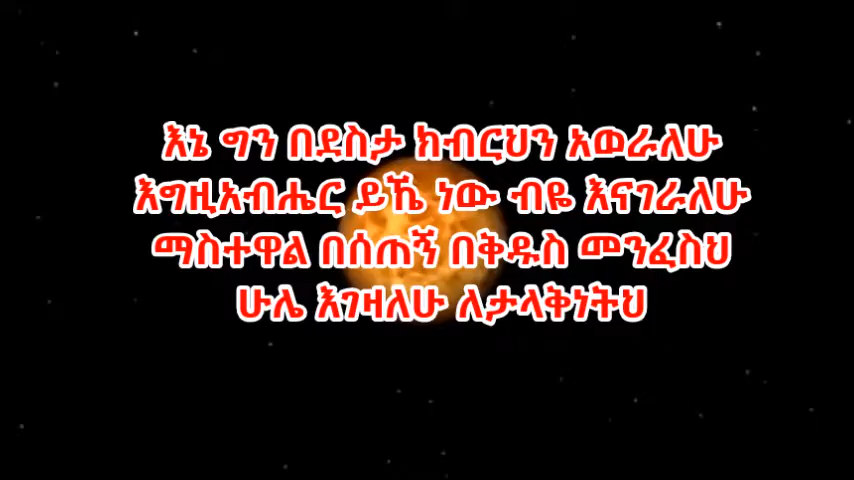 እኔ ግን በደስታ ክብርህን አወራለሁ
እግዚአብሔር ይኼ ነው ብዬ እናገራለሁ
ማስተዋል በሰጠኝ በቅዱስ መንፈስህ
ሁሌ እገዛለሁ ለታላቅነትህ